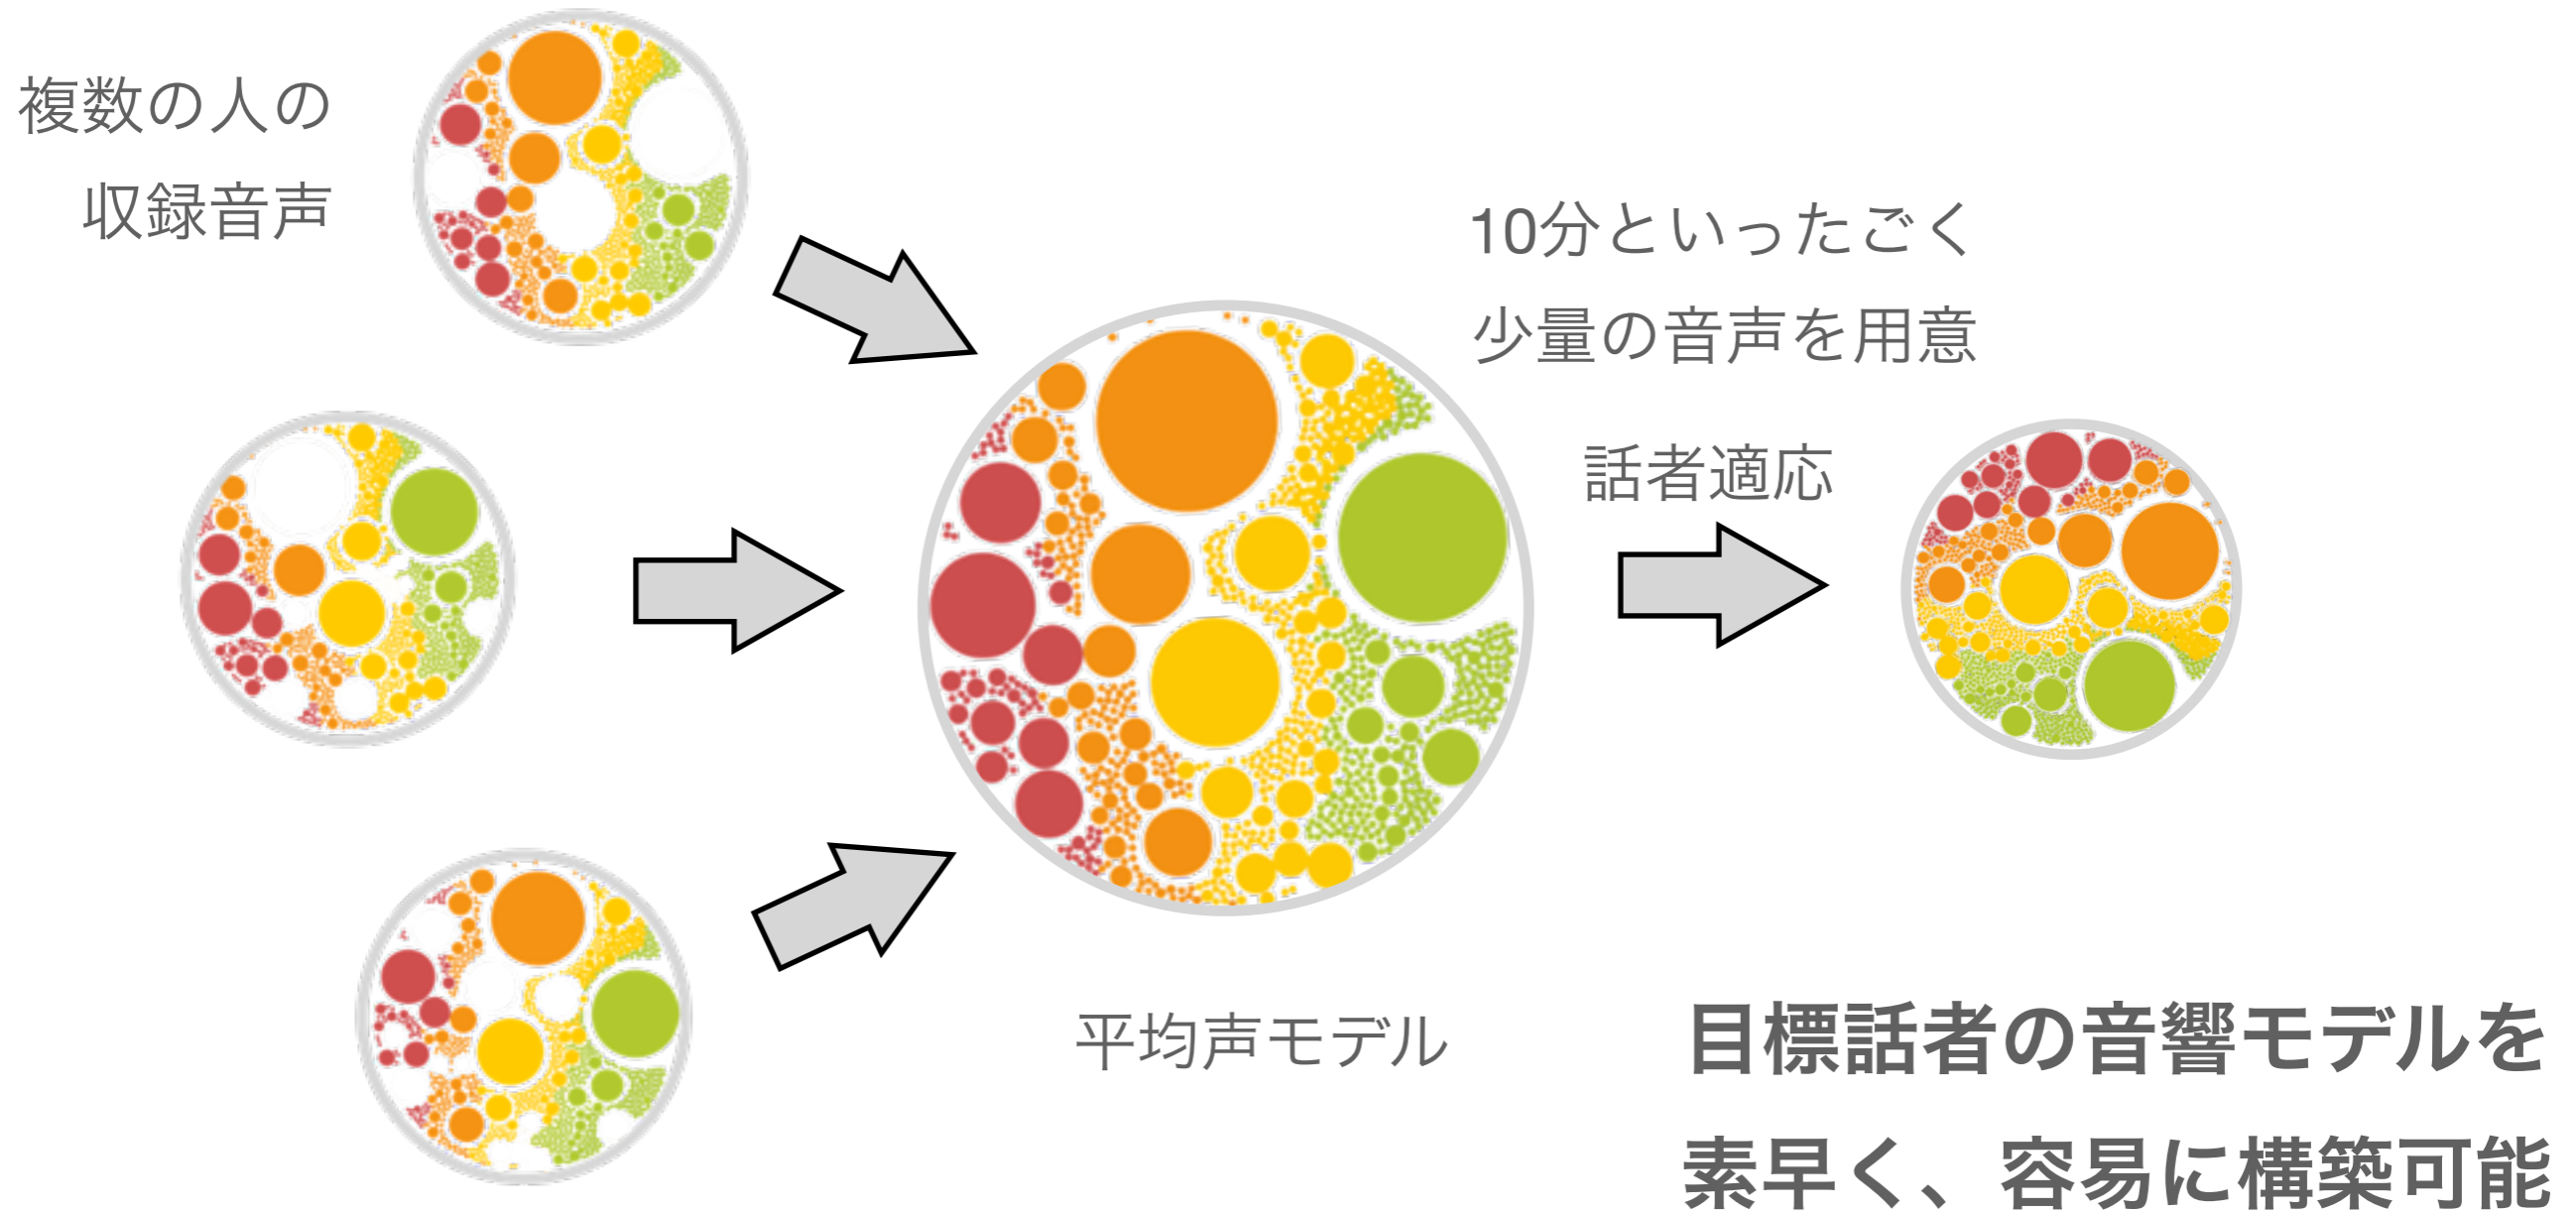 複数の人の
収録音声
10分といったごく
少量の音声を用意
話者適応
平均声モデル
目標話者の音響モデルを
素早く、容易に構築可能